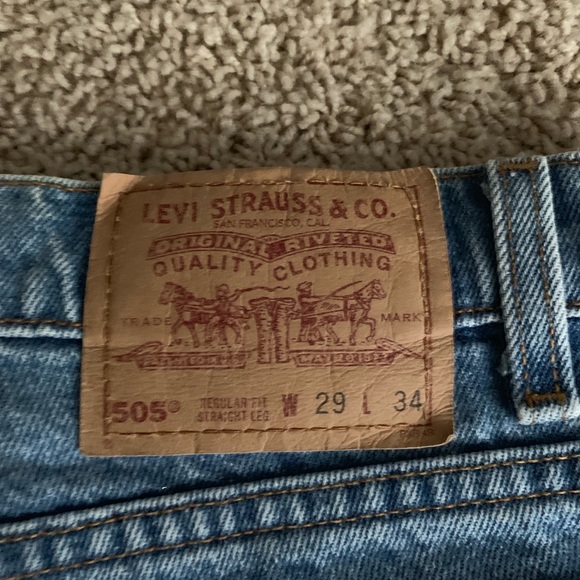 LEVI STRAUSS & CO.
SAN FRANCISCO, CAL.
ORIGINAL RIVETED
QUALITY CLOTHING
TRADE MARK
505® REGULAR FIT W 29 L 34
STRAIGHT LEG